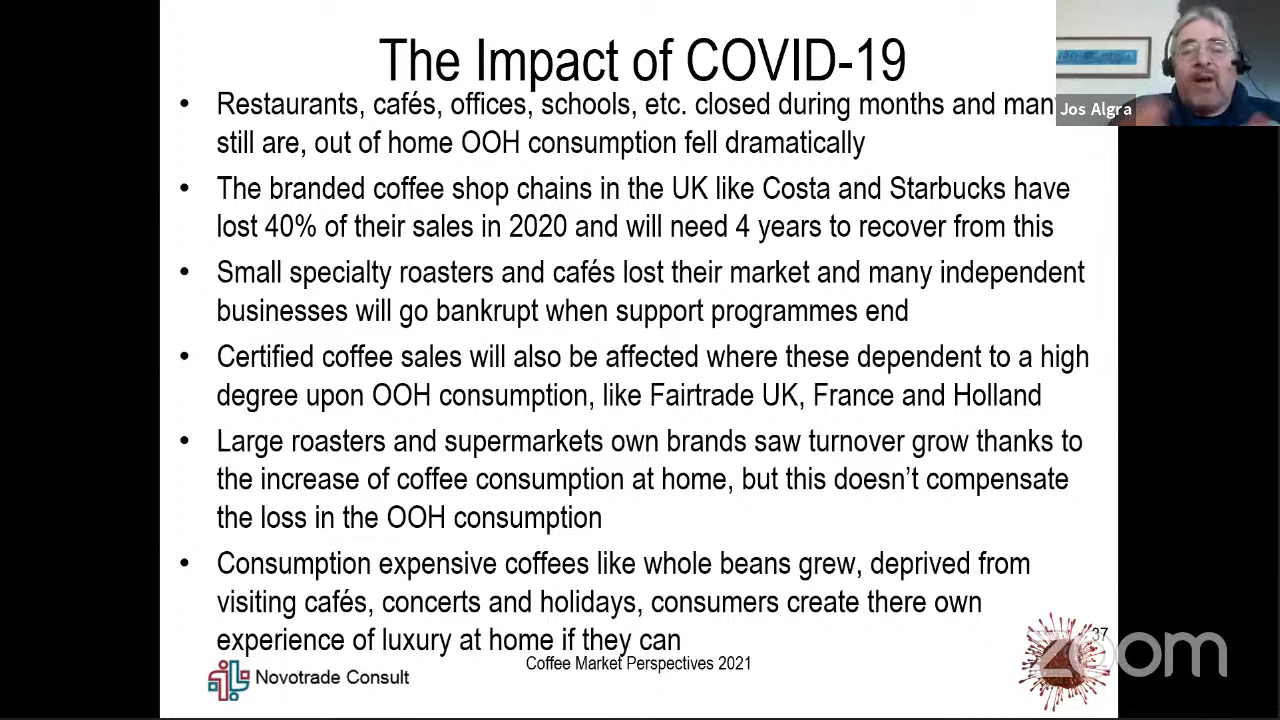 The Impact of COVID-19
• Restaurants, cafés, offices, schools, etc. closed during months and man
still are, out of home OOH consumption fell dramatically
• The branded coffee shop chains in the UK like Costa and Starbucks have
lost 40% of their sales in 2020 and will need 4 years to recover from this
• Small specialty roasters and cafés lost their market and many independent
businesses will go bankrupt when support programmes end
• Certified coffee sales will also be affected where these dependent to a high
degree upon OOH consumption, like Fairtrade UK, France and Holland
• Large roasters and supermarkets own brands saw turnover grow thanks to
the increase of coffee consumption at home, but this doesn’t compensate
the loss in the OOH consumption
• Consumption expensive coffees like whole beans grew, deprived from
visiting cafés, concerts and holidays, consumers create there own
experience of luxury at home if they can
Jos Algra
37
Novotrade Consult
Coffee Market Perspectives 2021
zoom